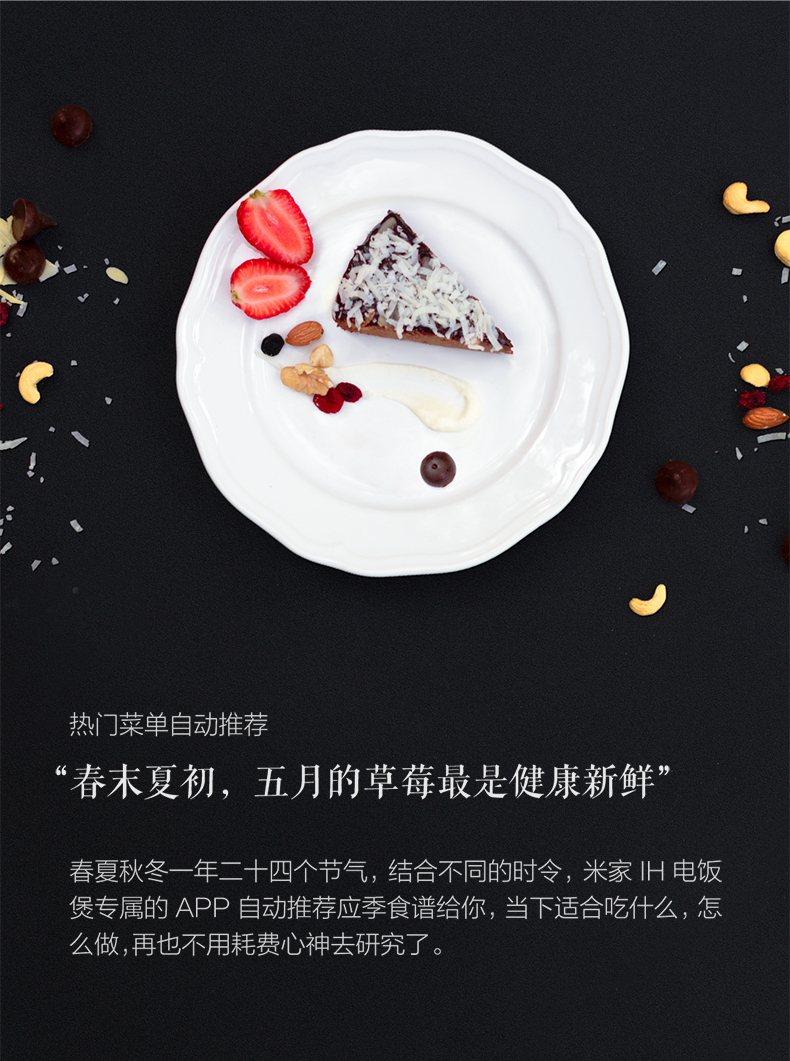 热门菜单自动推荐
“春末夏初，五月的草莓最是健康新鲜”
春夏秋冬一年二十四个节气，结合不同的时令，米家 IH 电饭
煲专属的 APP 自动推荐应季食谱给你，当下适合吃什么，怎
么做，再也不用耗费心神去研究了。